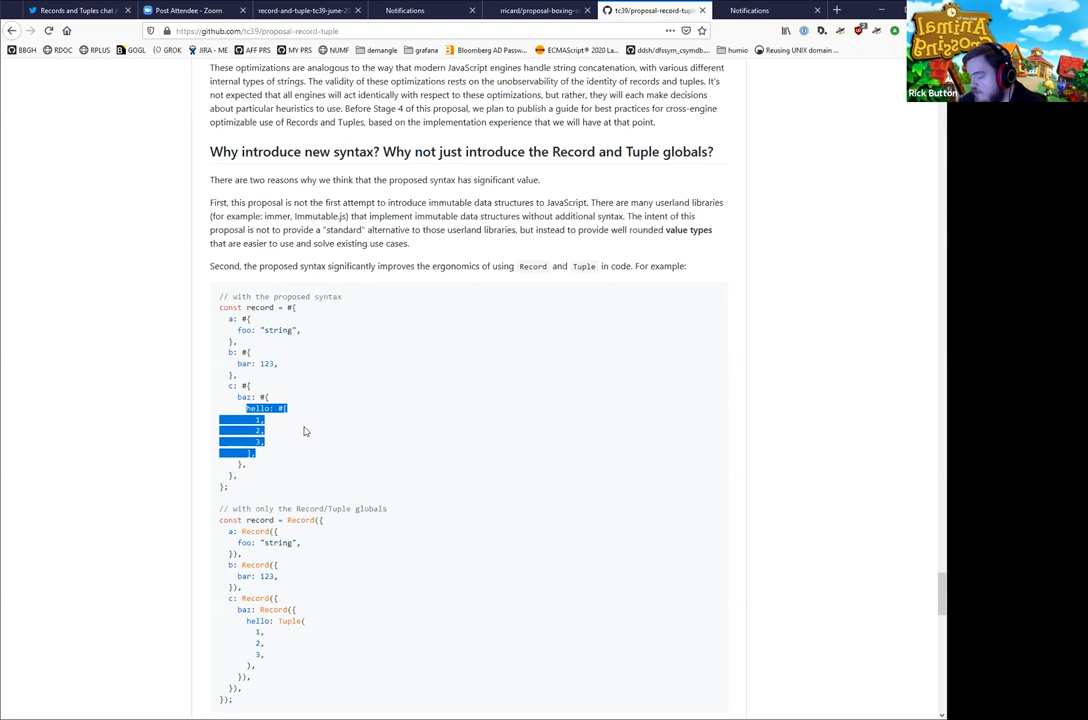 Records and Tuples chat /
Post Attendee - Zoom
record-and-tuple-tc39-june-20
Notifications
rricard/proposal-boxing-
tc39/proposal-record-tuple
Notifications
https://github.com/tc39/proposal-record-tuple
BBGH
RDOC
RPLUS
GOGL
GROK
JIRA - ME
AFF PRS
MY PRS
NUMF
demangle
grafana
Bloomberg AD Passw...
ECMAScript® 2020 La...
ddsh/dfssym_csymdb...
humio
Reusing UNIX domain ...
Animal
Crossing
Rick Button
These optimizations are analogous to the way that modern JavaScript engines handle string concatenation, with various different
internal types of strings. The validity of these optimizations rests on the unobservability of the identity of records and tuples. It's
not expected that all engines will act identically with respect to these optimizations, but rather, they will each make decisions
about particular heuristics to use. Before Stage 4 of this proposal, we plan to publish a guide for best practices for cross-engine
optimizable use of Records and Tuples, based on the implementation experience that we will have at that point.
Why introduce new syntax? Why not just introduce the Record and Tuple globals?
There are two reasons why we think that the proposed syntax has significant value.
First, this proposal is not the first attempt to introduce immutable data structures to JavaScript. There are many userland libraries
(for example: immer, Immutable.js) that implement immutable data structures without additional syntax. The intent of this
proposal is not to provide a "standard" alternative to those userland libraries, but instead to provide well rounded value types
that are easier to use and solve existing use cases.
Second, the proposed syntax significantly improves the ergonomics of using Record and Tuple in code. For example:
// with the proposed syntax
const record = #{
a: #{
foo: "string",
},
b: #{
bar: 123,
},
c: #{
baz: #{
hello: #[
1,
2,
3,
],
},
},
};
// with only the Record/Tuple globals
const record = Record({
a: Record({
foo: "string",
}),
b: Record({
bar: 123,
}),
c: Record({
baz: Record({
hello: Tuple(
1,
2,
3,
),
}),
}),
});